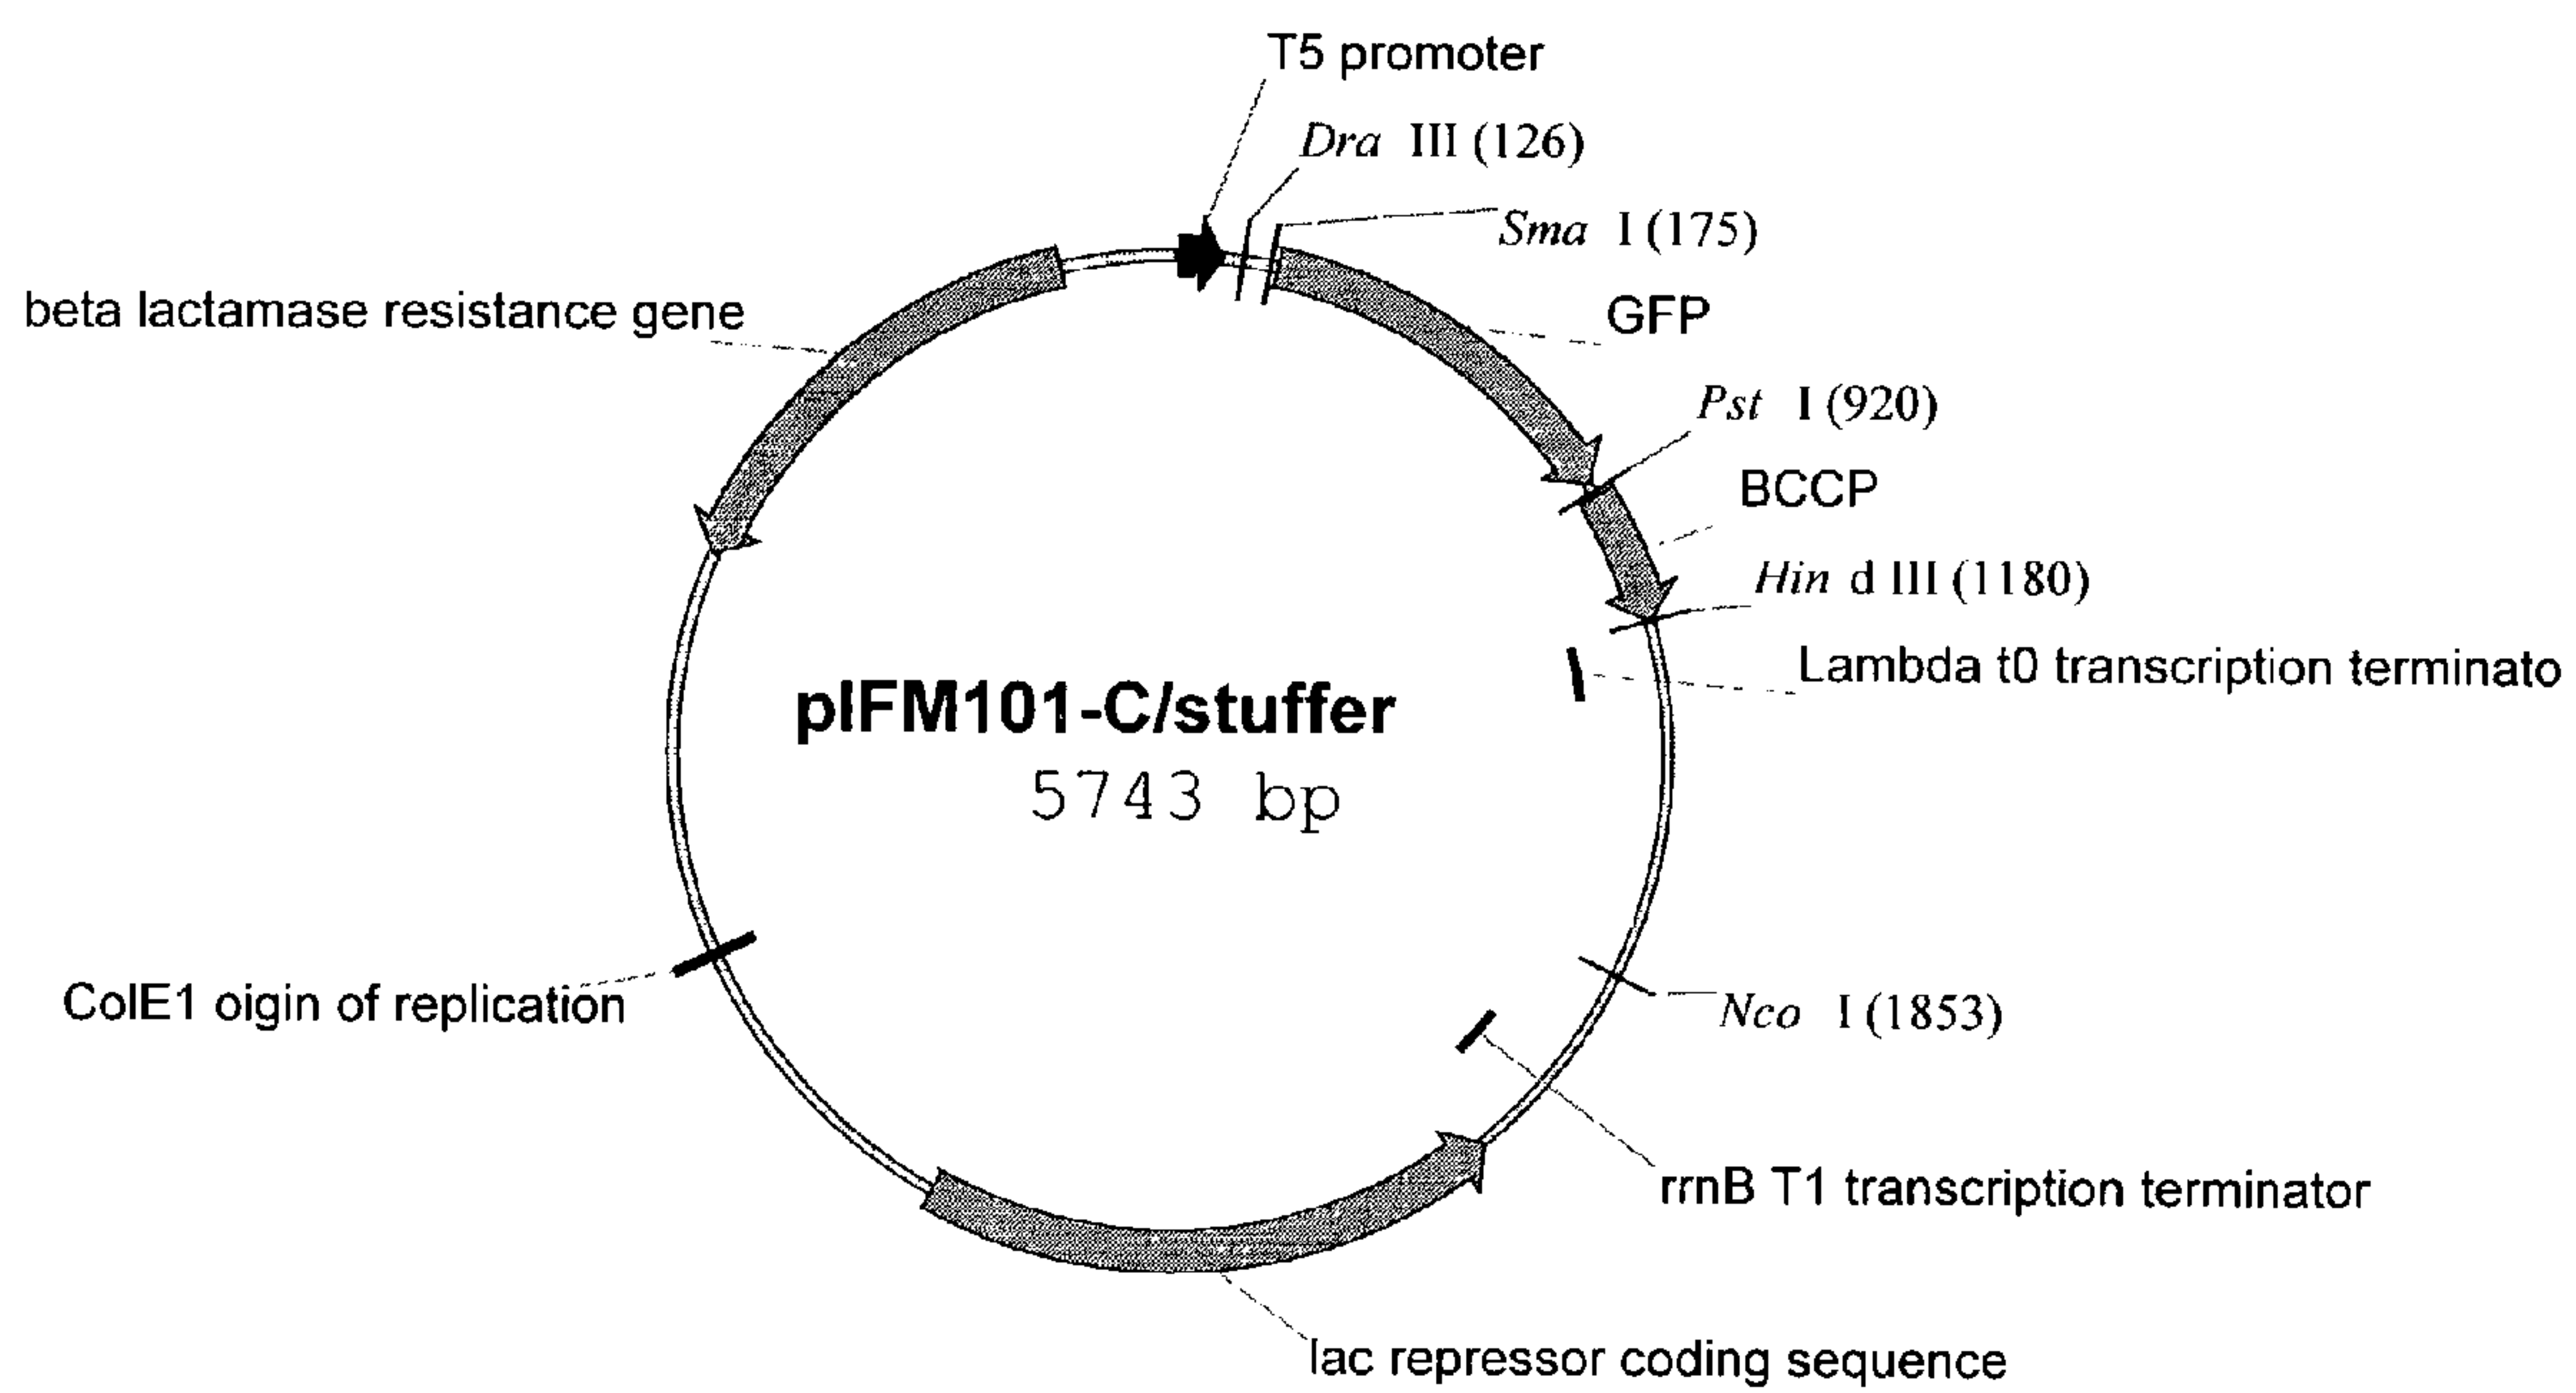 T5 promoter
Dra III (126)
Sma I (175)
GFP
beta lactamase resistance gene
Pst I (920)
BCCP
Hin d III (1180)
Lambda t0 transcription terminato
pIFM101-C/stuffer
5743 bp
ColE1 oigin of replication
Nco I (1853)
rrnB T1 transcription terminator
lac repressor coding sequence